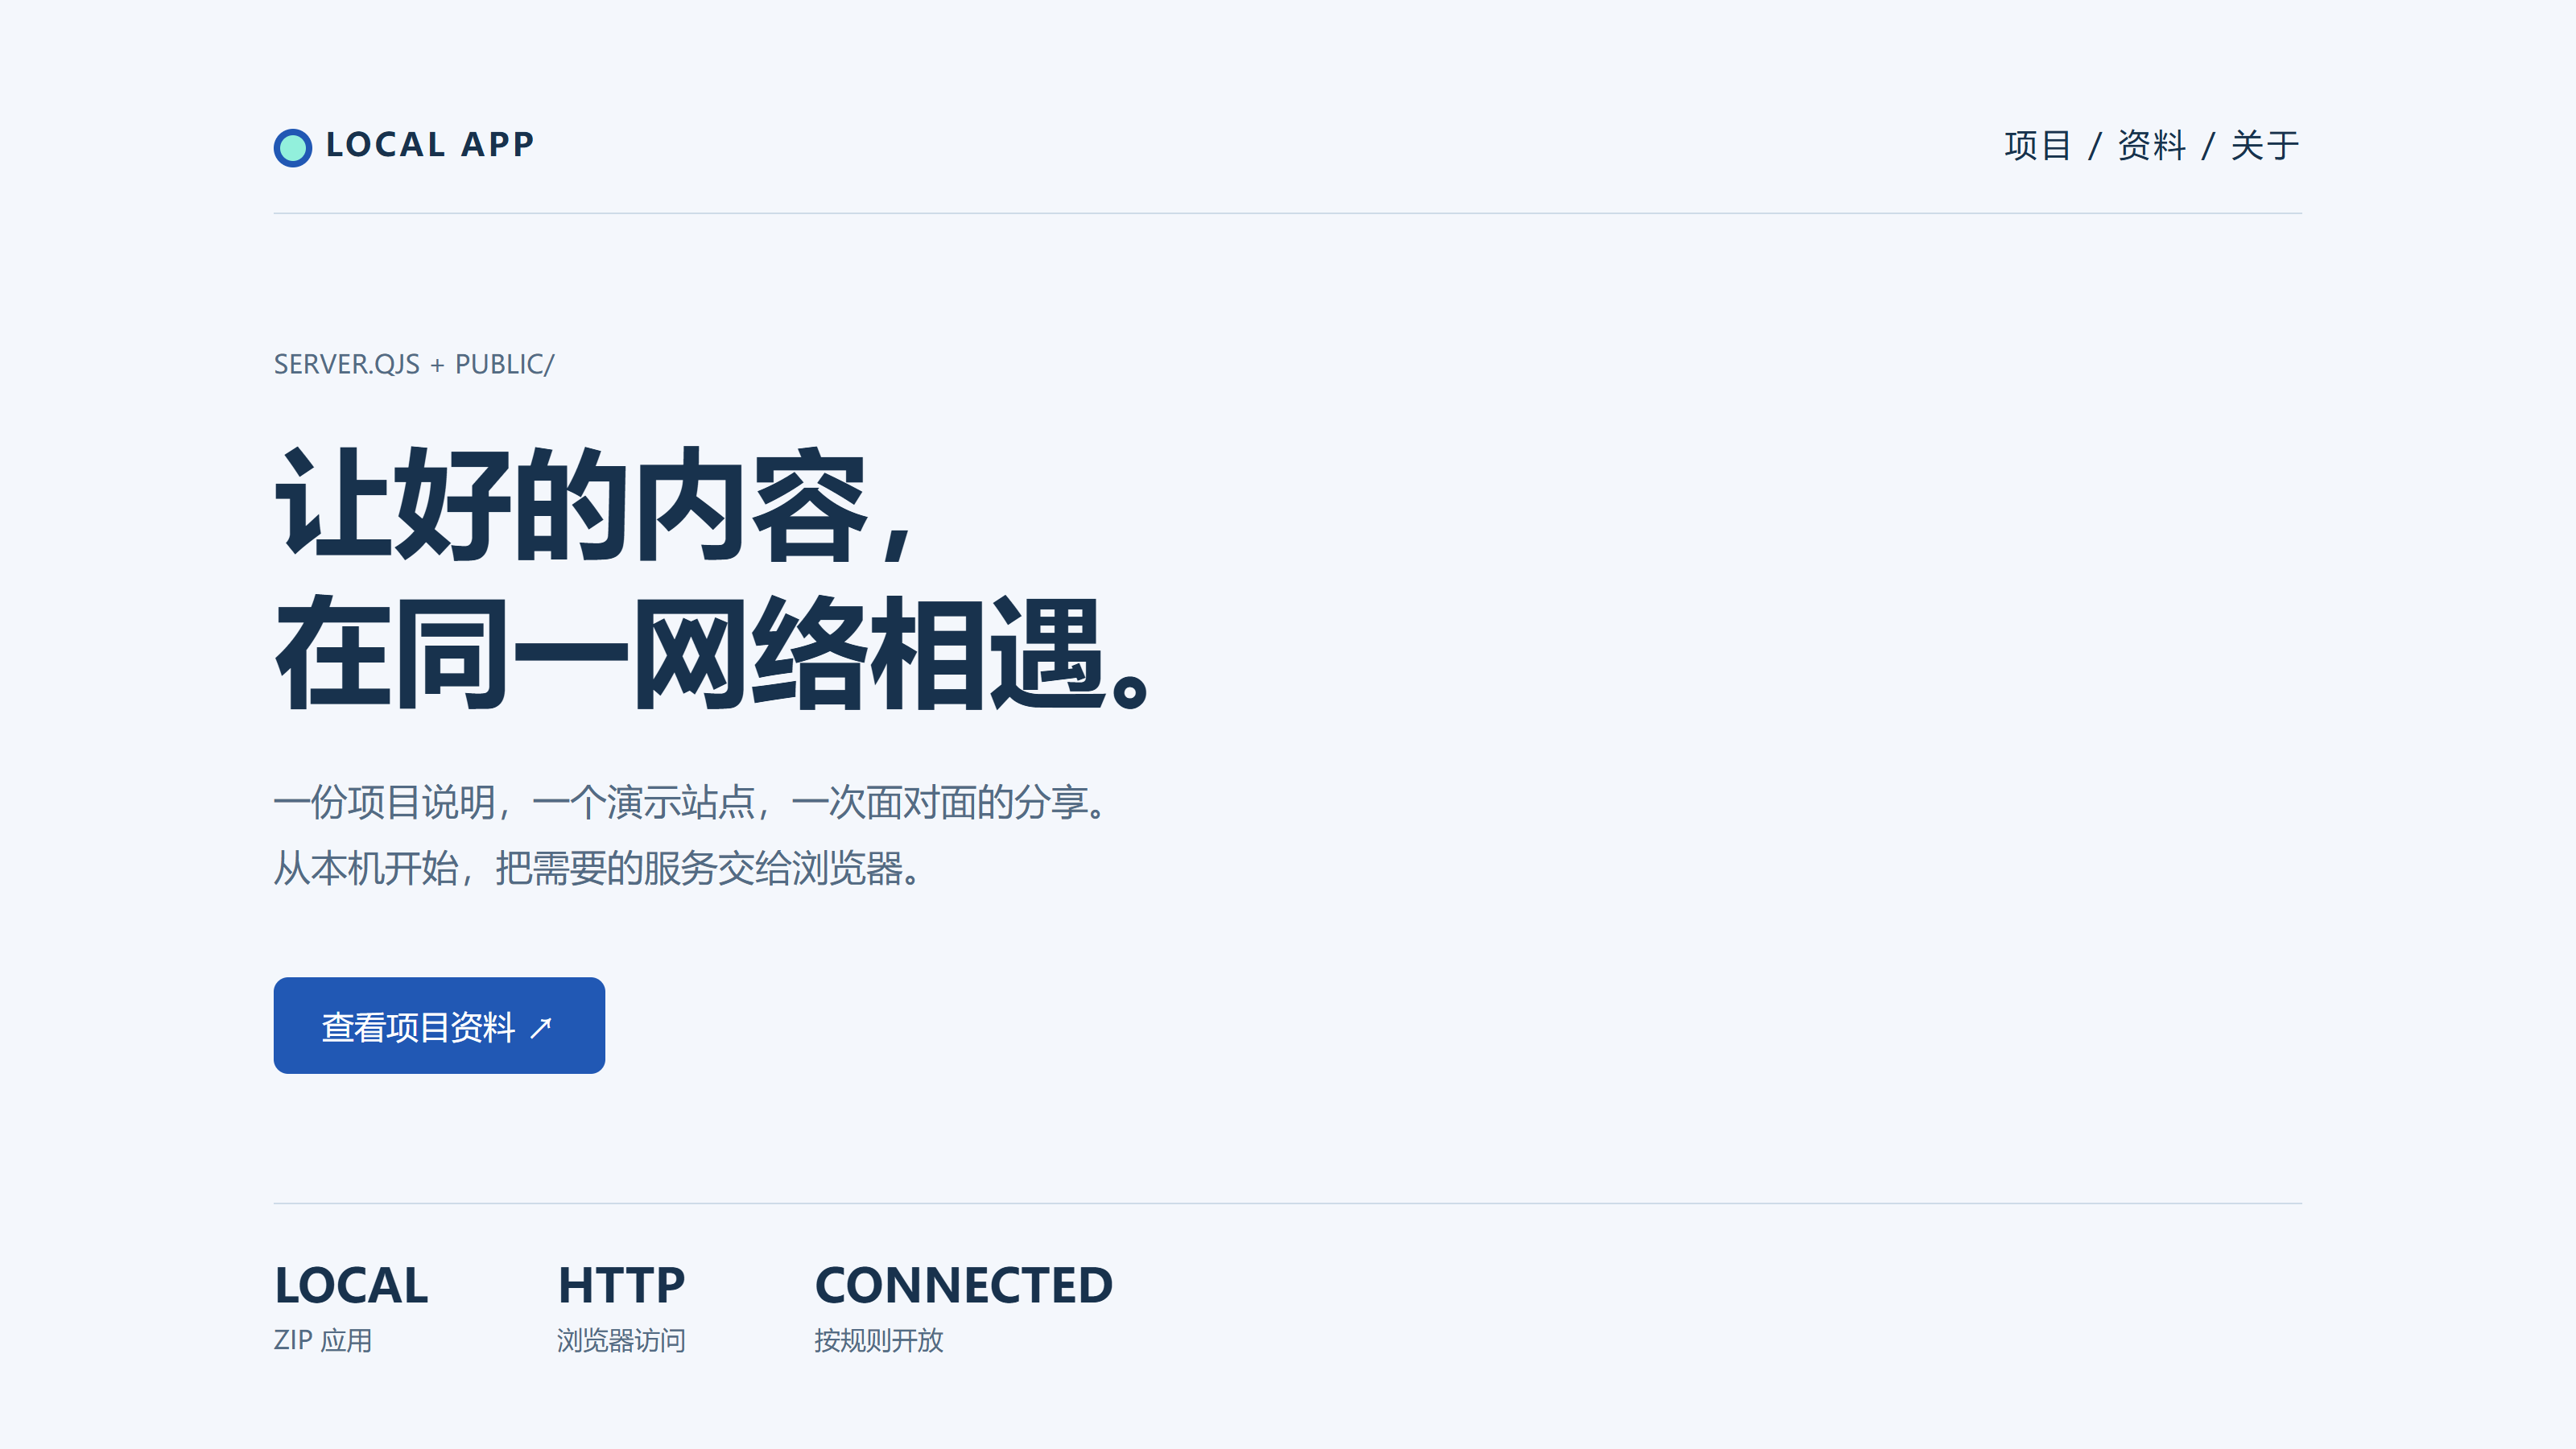 LOCAL APP
项目 / 资料 / 关于
SERVER.QJS + PUBLIC/
让好的内容，
在同一网络相遇。
一份项目说明，一个演示站点，一次面对面的分享。
从本机开始，把需要的服务交给浏览器。
查看项目资料 ↗
LOCAL
ZIP 应用
HTTP
浏览器访问
CONNECTED
按规则开放